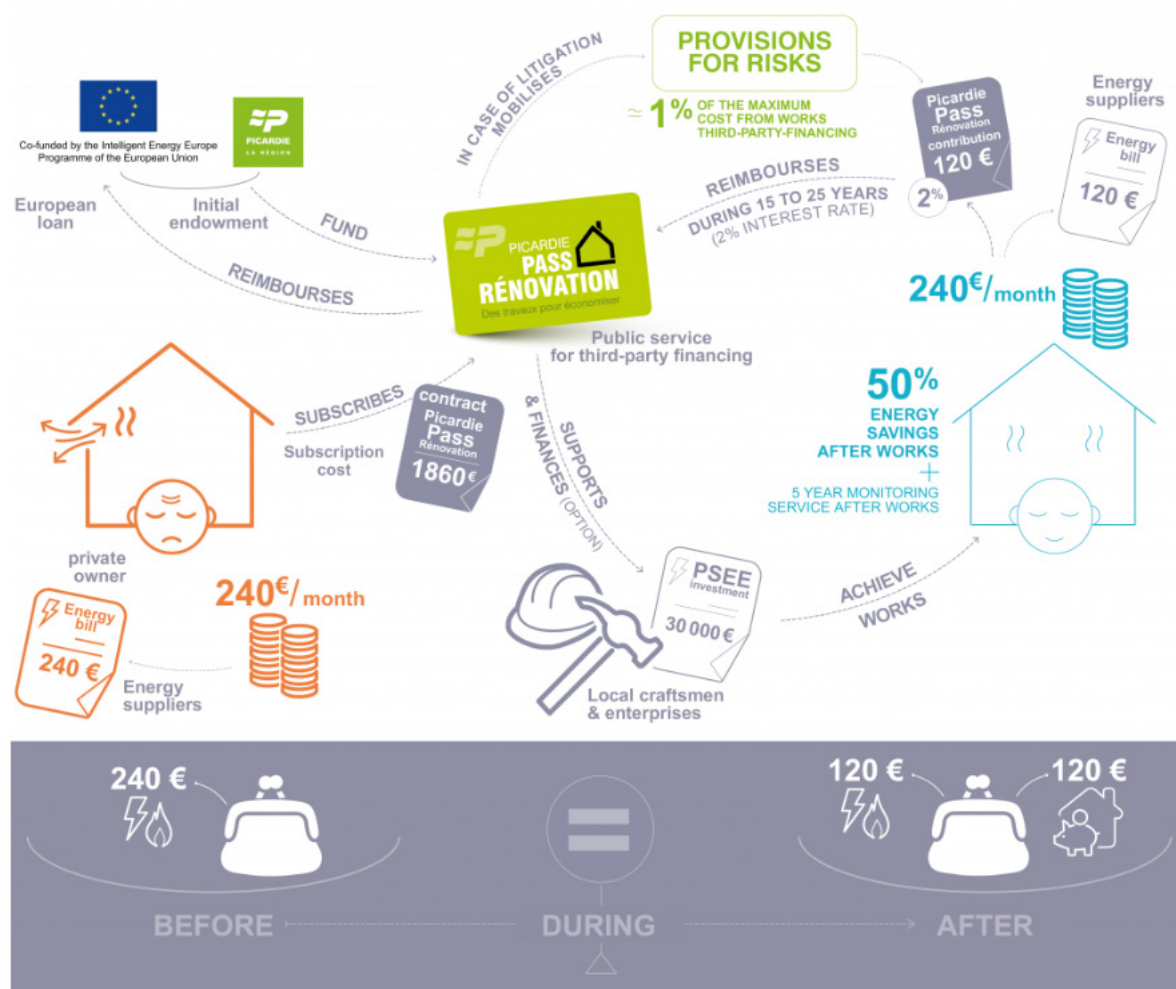 PROVISIONS
FOR RISKS
≃ 1% OF THE MAXIMUM
COST FROM WORKS
THIRD-PARTY-FINANCING
IN CASE OF LITIGATION
MOBILISES
Co-funded by the Intelligent Energy Europe
Programme of the European Union
PICARDIE
LA RÉGION
European
loan
Initial
endowment
FUND
REIMBOURSES
PICARDIE
PASS
RÉNOVATION
Des travaux pour économiser
Public service
for third-party financing
REIMBOURSES
DURING 15 TO 25 YEARS
(2% INTEREST RATE)
Picardie
Pass
Rénovation
contribution
120 €
2%
Energy
suppliers
Energy
bill
120 €
240€/month
SUBSCRIBES
Subscription
cost
contract
Picardie
Pass
Rénovation
1860€
SUPPORTS
& FINANCES (OPTION)
50%
ENERGY
SAVINGS
AFTER WORKS
+
5 YEAR MONITORING
SERVICE AFTER WORKS
private
owner
Energy
bill
240 €
240€/month
Energy
suppliers
PSEE
investment
30 000 €
Local craftsmen
& enterprises
ACHIEVE
WORKS
240 €
=
120 €
120 €
BEFORE
DURING
AFTER